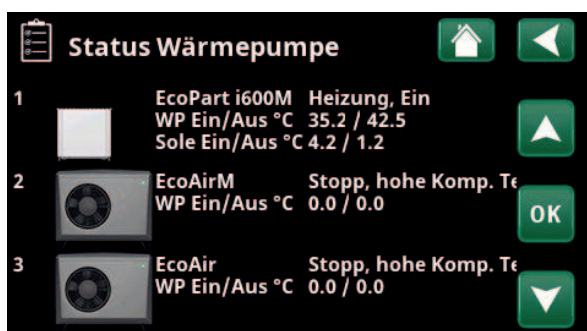 Status Wärmepumpe
1 EcoPart i600M Heizung, Ein
WP Ein/Aus °C 35.2 / 42.5
Sole Ein/Aus °C 4.2 / 1.2
2 EcoAirM Stopp, hohe Komp. Te
WP Ein/Aus °C 0.0 / 0.0
OK
3 EcoAir Stopp, hohe Komp. Te
WP Ein/Aus °C 0.0 / 0.0